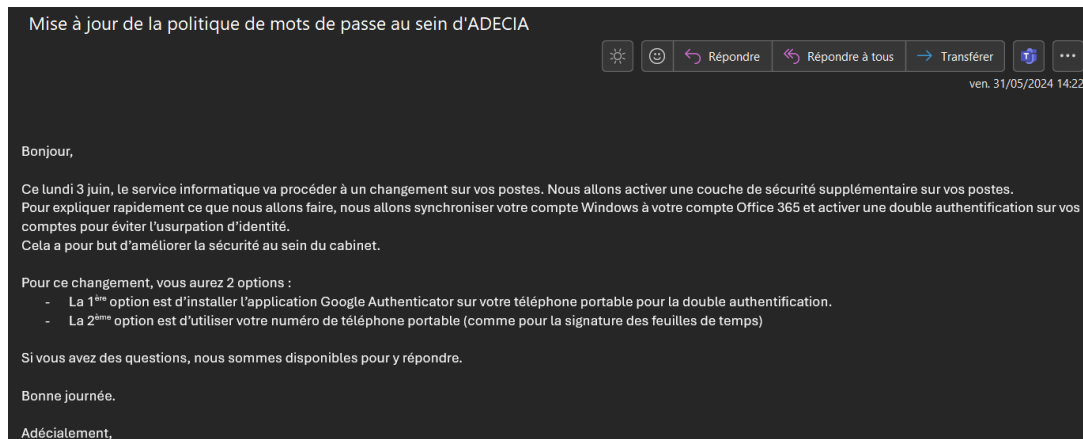 Mise à jour de la politique de mots de passe au sein d'ADECIA
Répondre
Répondre à tous
Transférer
ven. 31/05/2024 14:22
Bonjour,
Ce lundi 3 juin, le service informatique va procéder à un changement sur vos postes. Nous allons activer une couche de sécurité supplémentaire sur vos postes.
Pour expliquer rapidement ce que nous allons faire, nous allons synchroniser votre compte Windows à votre compte Office 365 et activer une double authentification sur vos
comptes pour éviter l’usurpation d’identité.
Cela a pour but d’améliorer la sécurité au sein du cabinet.
Pour ce changement, vous aurez 2 options :
- La 1ère option est d’installer l’application Google Authenticator sur votre téléphone portable pour la double authentification.
- La 2ème option est d’utiliser votre numéro de téléphone portable (comme pour la signature des feuilles de temps)
Si vous avez des questions, nous sommes disponibles pour y répondre.
Bonne journée.
Adécialement,